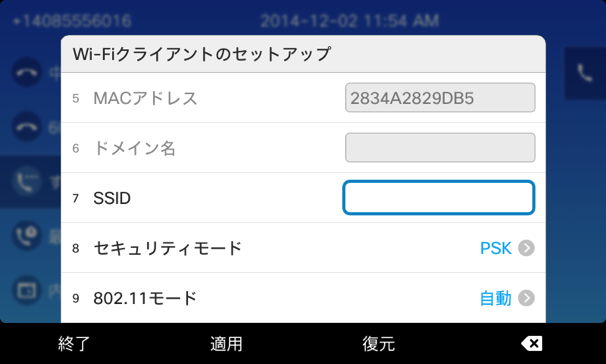 +14085556016 2014-12-02 11:54 AM
Wi-Fiクライアントのセットアップ
5 MACアドレス 2834A2829DB5
6 ドメイン名
7 SSID
8 セキュリティモード PSK
9 802.11モード 自動
終了 適用 復元